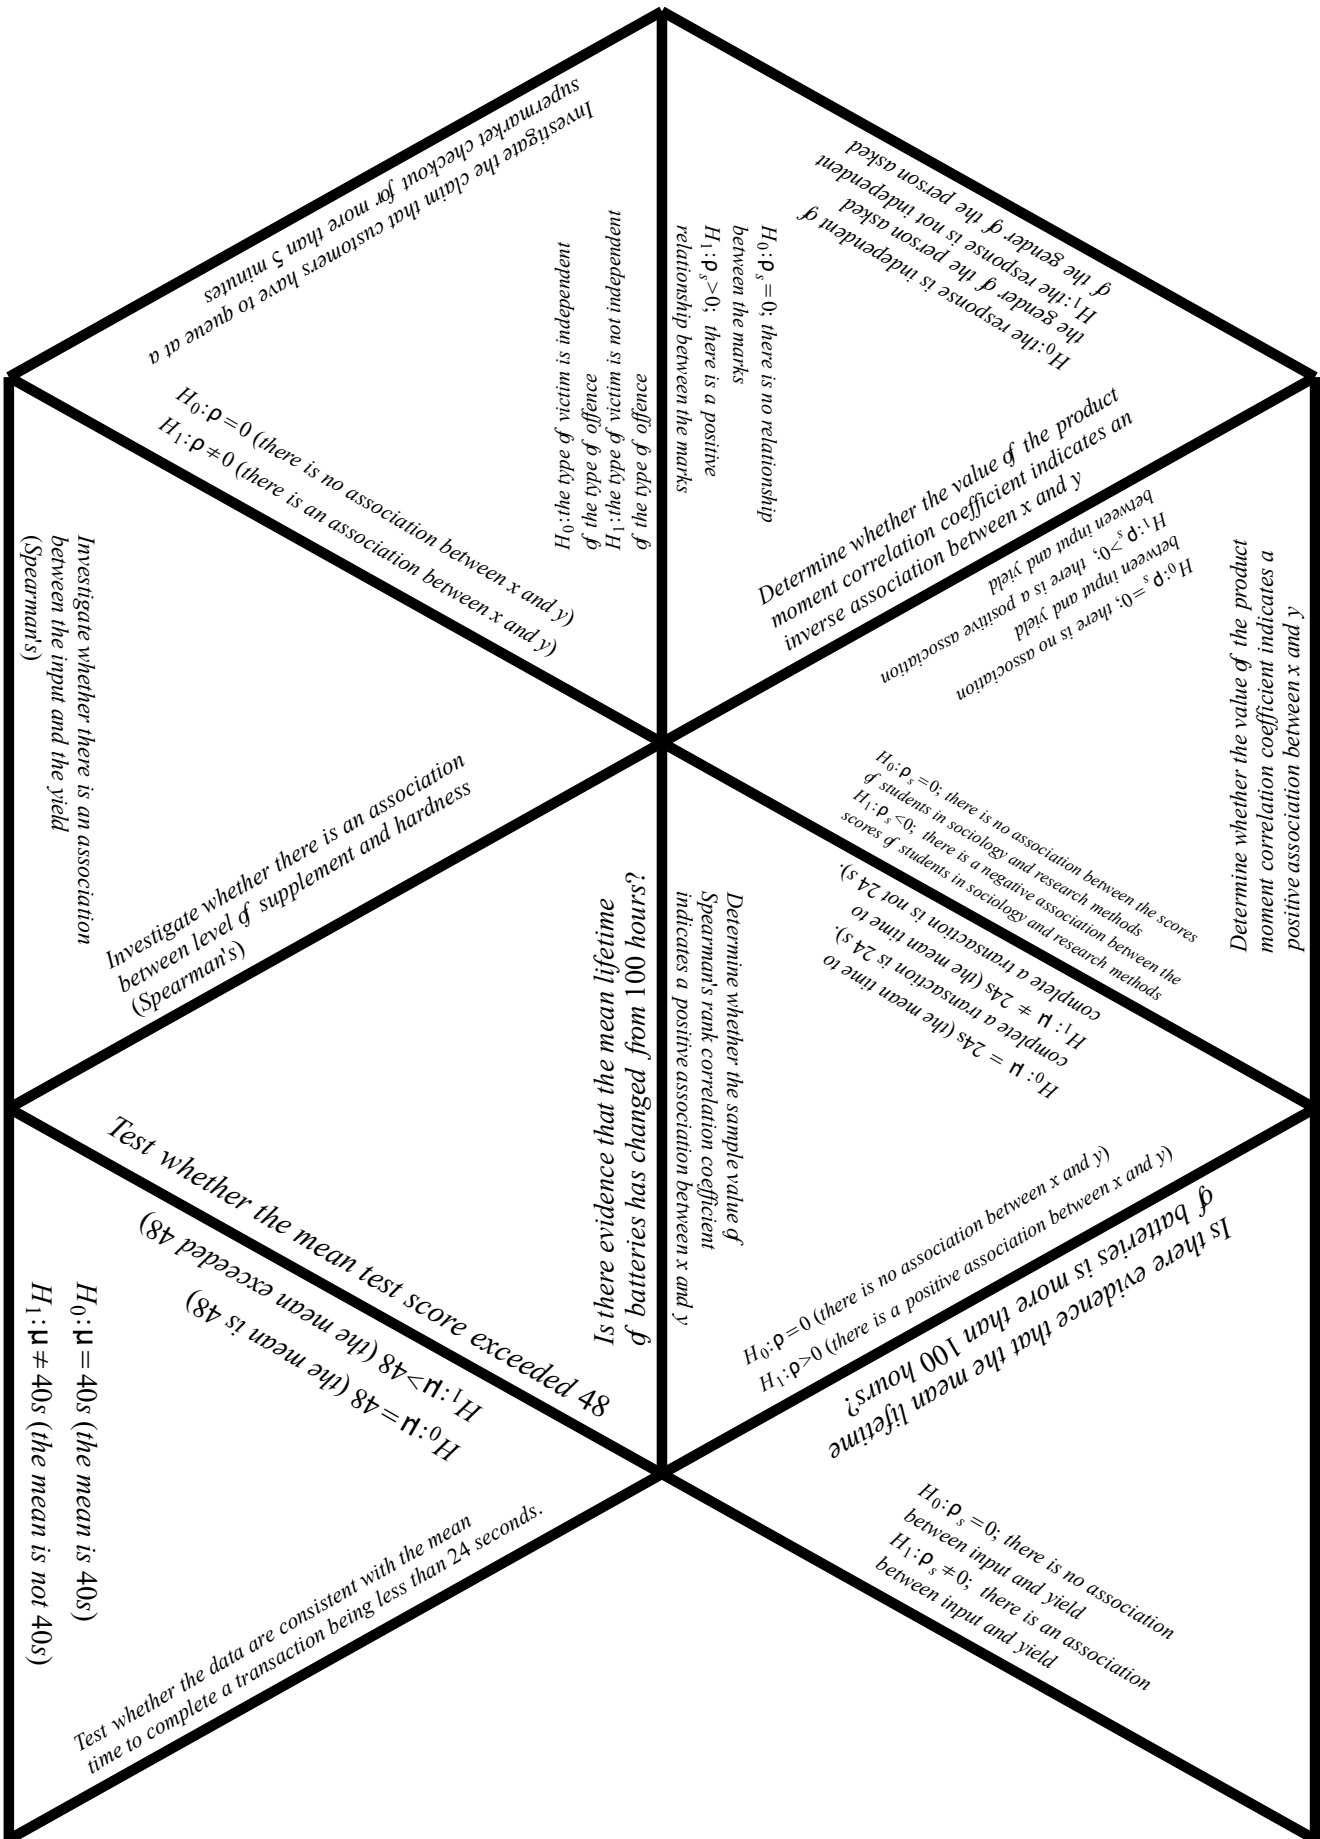 Investigate the claim that customers have to queue at a
supermarket checkout for more than 5 minutes
H₀:the type of victim is independent
of the type of offence
H₁:the type of victim is not independent
of the type of offence
H₀:ρ=0 (there is no association between x and y)
H₁:ρ≠0 (there is an association between x and y)
H₀:ρₛ=0; there is no relationship
between the marks
H₁:ρₛ>0; there is a positive
relationship between the marks
H₀:the response is independent of
the gender of the person asked
H₁:the response is not independent
of the gender of the person asked
Determine whether the value of the product
moment correlation coefficient indicates an
inverse association between x and y
Investigate whether there is an association
between the input and the yield
(Spearman's)
Investigate whether there is an association
between level of supplement and hardness
(Spearman's)
H₀:ρₛ=0; there is no association
between input and yield
H₁:ρₛ>0; there is a positive association
between input and yield
Determine whether the value of the product
moment correlation coefficient indicates a
positive association between x and y
H₀:ρₛ=0; there is no association between the scores
of students in sociology and research methods
H₁:ρₛ<0; there is a negative association between the
scores of students in sociology and research methods
Test whether the mean test score exceeded 48
Is there evidence that the mean lifetime
of batteries has changed from 100 hours?
Determine whether the sample value of
Spearman's rank correlation coefficient
indicates a positive association between x and y
H₀: μ = 24s (the mean time to
complete a transaction is 24 s).
H₁: μ ≠ 24s (the mean time to
complete a transaction is not 24 s).
H₀:ρ=0 (there is no association between x and y)
H₁:ρ>0 (there is a positive association between x and y)
H₀:μ=40s (the mean is 40s)
H₁:μ≠40s (the mean is not 40s)
H₀:μ=48 (the mean is 48)
H₁:μ>48 (the mean exceeded 48)
Test whether the data are consistent with the mean
time to complete a transaction being less than 24 seconds.
Is there evidence that the mean lifetime
of batteries is more than 100 hours?
H₀:ρₛ=0; there is no association
between input and yield
H₁:ρₛ≠0; there is an association
between input and yield